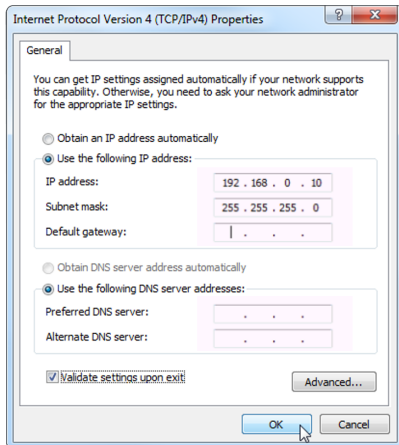 Internet Protocol Version 4 (TCP/IPv4) Properties
General
You can get IP settings assigned automatically if your network supports
this capability. Otherwise, you need to ask your network administrator
for the appropriate IP settings.
Obtain an IP address automatically
Use the following IP address:
IP address: 192 . 168 . 0 . 10
Subnet mask: 255 . 255 . 255 . 0
Default gateway: . . .
Obtain DNS server address automatically
Use the following DNS server addresses:
Preferred DNS server: . . .
Alternate DNS server: . . .
Validate settings upon exit
Advanced...
OK Cancel